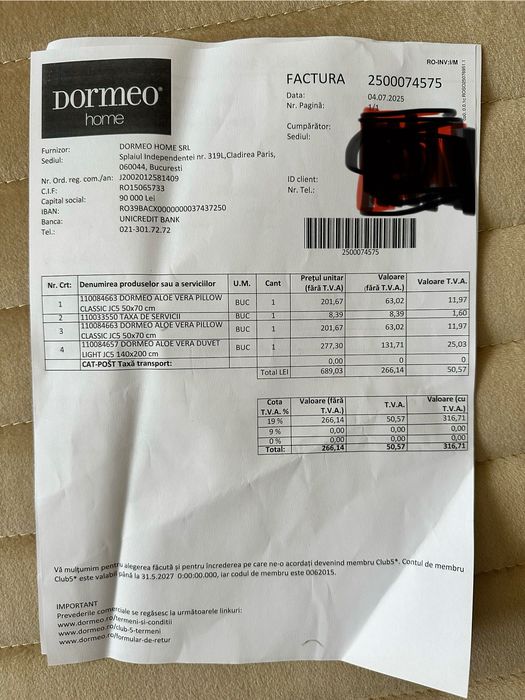 RO-INV:I/M
DORMEO®
home
FACTURA 2500074575
Data: 04.07.2025
Nr. Pagină: 1/1
Cumpărător:
Sediul:
ID client:
Nr. Tel.:
Furnizor: DORMEO HOME SRL
Sediul: Splaiul Independentei nr. 319L,Cladirea Paris,
060044, Bucuresti
Nr. Ord. reg. com./an: J2002012581409
C.I.F: RO15065733
Capital social: 90 000 Lei
IBAN: RO39BACX0000000037437250
Banca: UNICREDIT BANK
Tel.: 021-301.72.72
2500074575
Nr. Crt: Denumirea produselor sau a serviciilor U.M. Cant Prețul unitar (fără T.V.A) Valoare (fără T.V.A.) Valoare T.V.A.
1 110084663 DORMEO ALOE VERA PILLOW CLASSIC JC5 50x70 cm BUC 1 201,67 63,02 11,97
2 110033550 TAXA DE SERVICII BUC 1 8,39 8,39 1,60
3 110084663 DORMEO ALOE VERA PILLOW CLASSIC JC5 50x70 cm BUC 1 201,67 63,02 11,97
4 110084657 DORMEO ALOE VERA DUVET LIGHT JC5 140x200 cm BUC 1 277,30 131,71 25,03
CAT-POȘT Taxă transport: 0,00 0 0
Total LEI 689,03 266,14 50,57
Cota T.V.A. % Valoare (fără T.V.A.) T.V.A. Valoare (cu T.V.A.)
19 % 266,14 50,57 316,71
9 % 0,00 0,00 0,00
0 % 0,00 0,00 0,00
Total: 266,14 50,57 316,71
Vă mulțumim pentru alegerea făcută și pentru încrederea pe care ne-o acordați devenind membru Club5*. Contul de membru
Club5* este valabil până la 31.5.2027 0:00:00.000, iar codul de membru este 0062015.
IMPORTANT
Prevederile comerciale se regăsesc la următoarele linkuri:
www.dormeo.ro/termeni-si-conditii
www.dormeo.ro/club-5-termeni
www.dormeo.ro/formular-de-retur